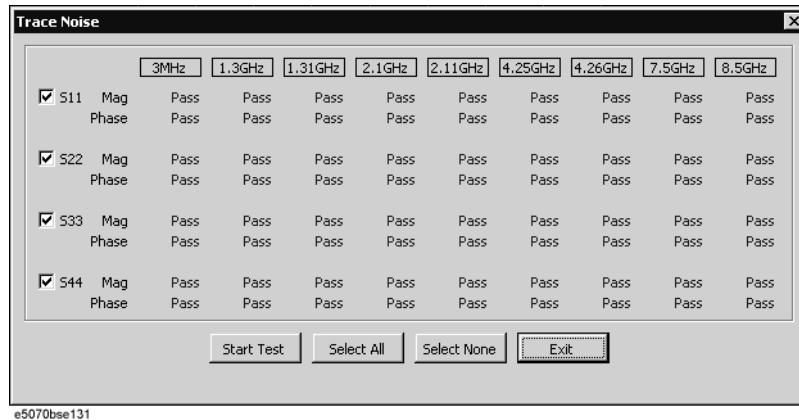 Trace Noise
3MHz 1.3GHz 1.31GHz 2.1GHz 2.11GHz 4.25GHz 4.26GHz 7.5GHz 8.5GHz
S11 Mag Pass Pass Pass Pass Pass Pass Pass Pass Pass
Phase Pass Pass Pass Pass Pass Pass Pass Pass Pass
S22 Mag Pass Pass Pass Pass Pass Pass Pass Pass Pass
Phase Pass Pass Pass Pass Pass Pass Pass Pass Pass
S33 Mag Pass Pass Pass Pass Pass Pass Pass Pass Pass
Phase Pass Pass Pass Pass Pass Pass Pass Pass Pass
S44 Mag Pass Pass Pass Pass Pass Pass Pass Pass Pass
Phase Pass Pass Pass Pass Pass Pass Pass Pass Pass
Start Test Select All Select None Exit
e5070bse131